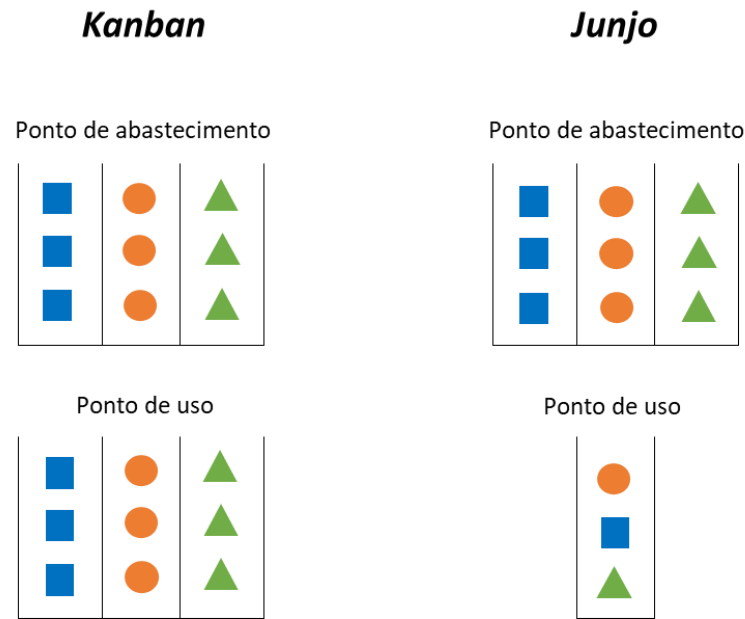 Kanban
Junjo
Ponto de abastecimento
Ponto de abastecimento
Ponto de uso
Ponto de uso